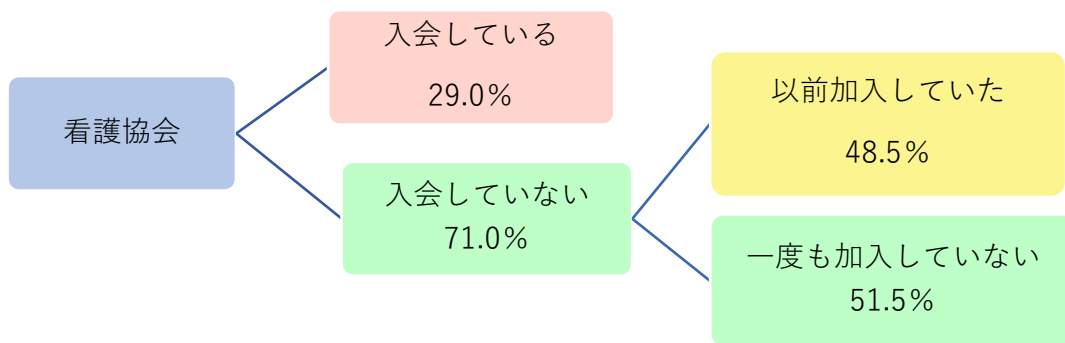 看護協会
入会している
29.0%
入会していない
71.0%
以前加入していた
48.5%
一度も加入していない
51.5%